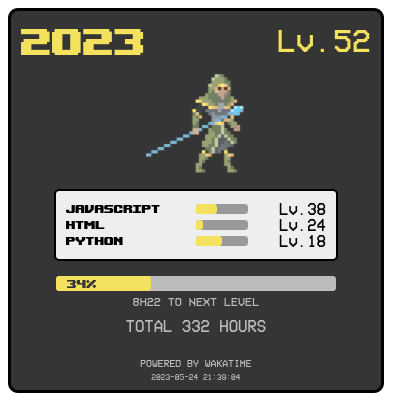 2023 Lv.52
JAVASCRIPT Lv.38
HTML Lv.24
PYTHON Lv.18
34%
8H22 TO NEXT LEVEL
TOTAL 332 HOURS
POWERED BY WAKATIME
2023-05-24 21:39:04